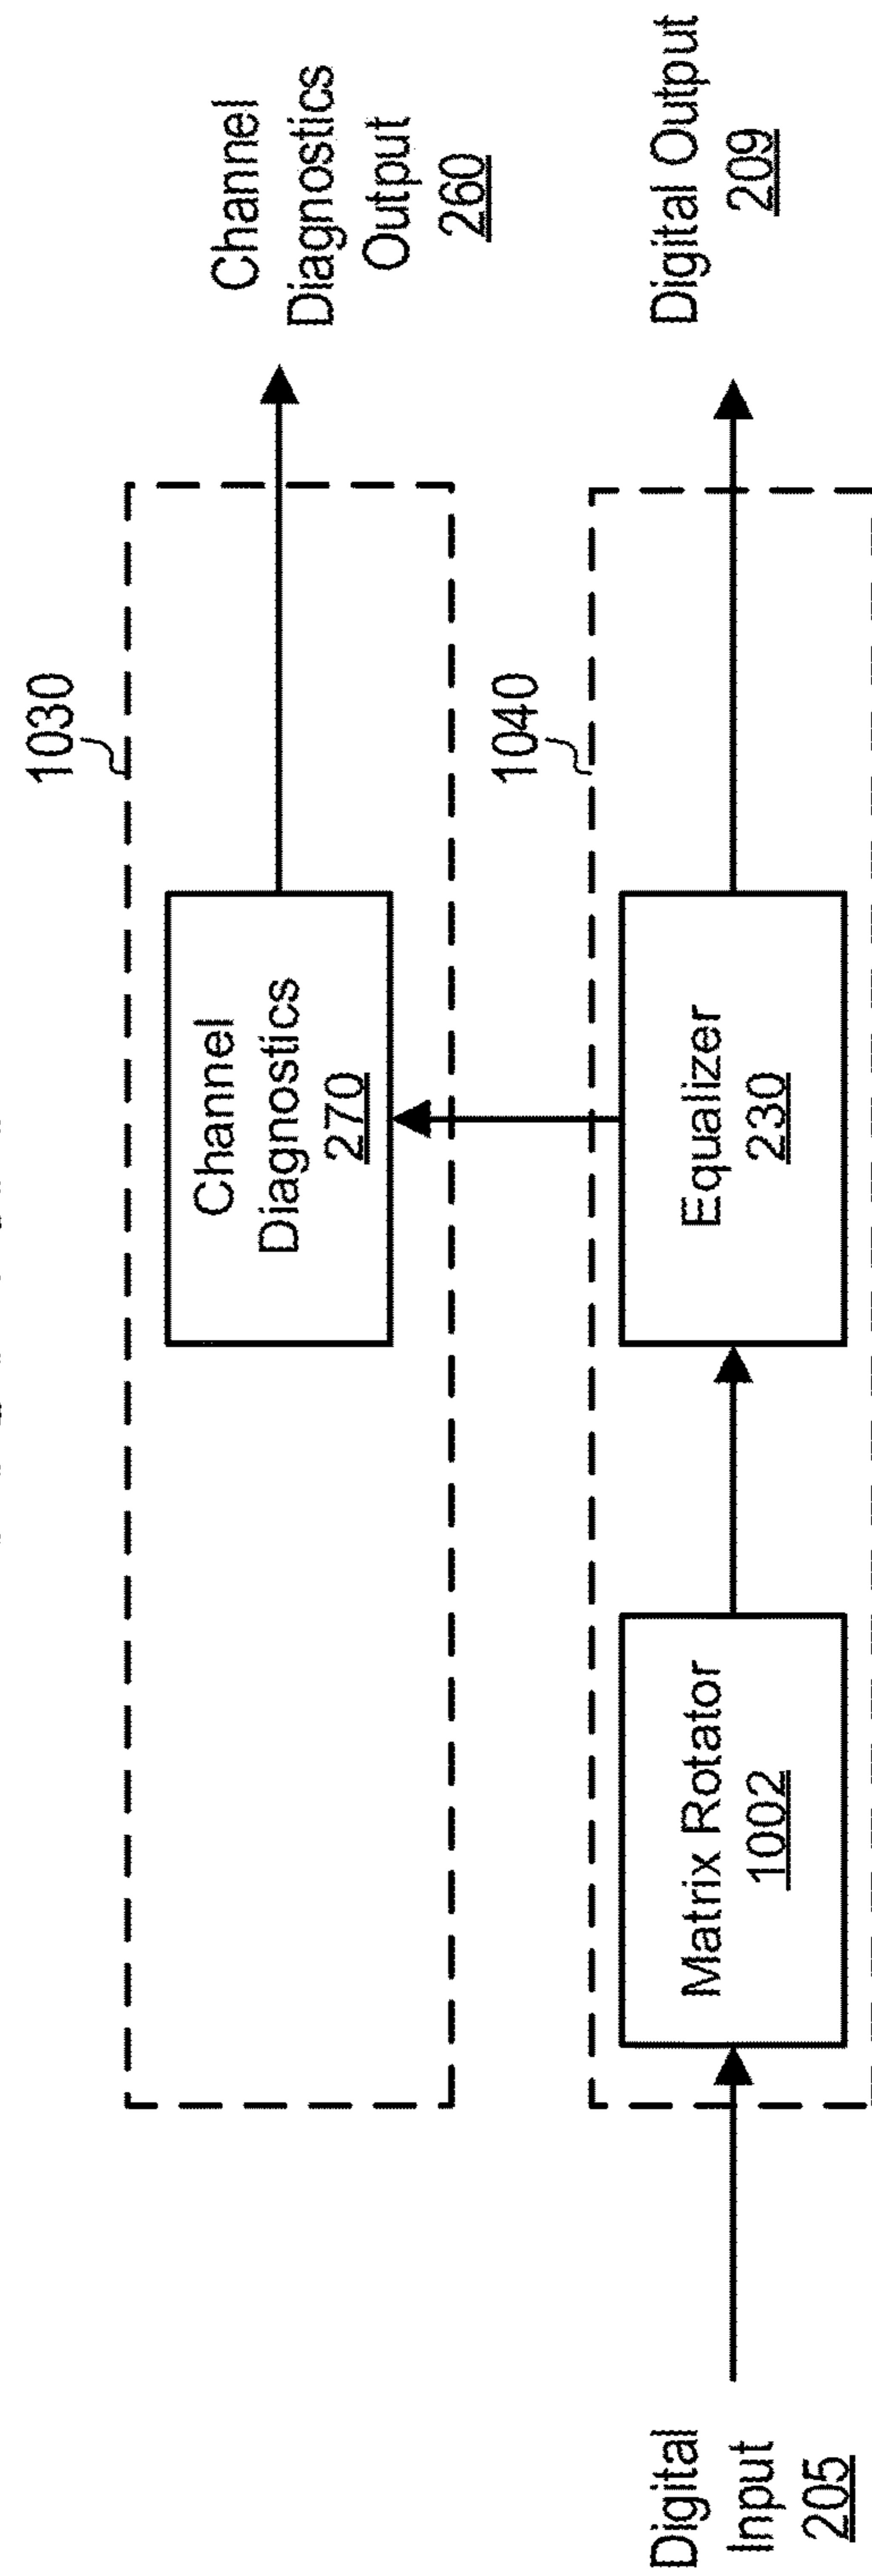 1030
Channel
Diagnostics
270
Channel
Diagnostics
Output
260
1040
Digital
Input
205
Matrix Rotator
1002
Equalizer
230
Digital Output
209